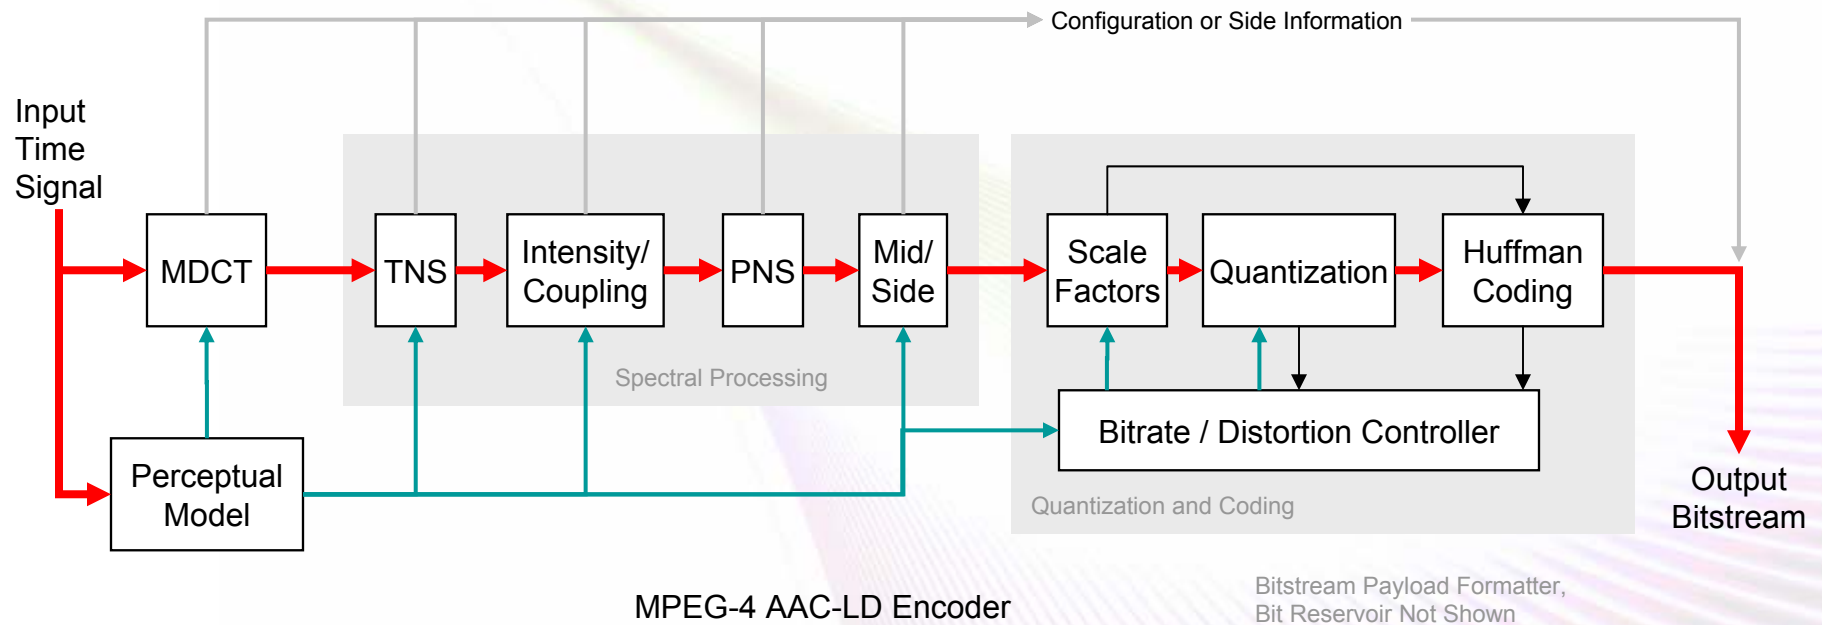 Configuration or Side Information
Input
Time
Signal
MDCT
TNS
Intensity/
Coupling
PNS
Mid/
Side
Scale
Factors
Quantization
Huffman
Coding
Spectral Processing
Perceptual
Model
Bitrate / Distortion Controller
Quantization and Coding
Output
Bitstream
MPEG-4 AAC-LD Encoder
Bitstream Payload Formatter,
Bit Reservoir Not Shown